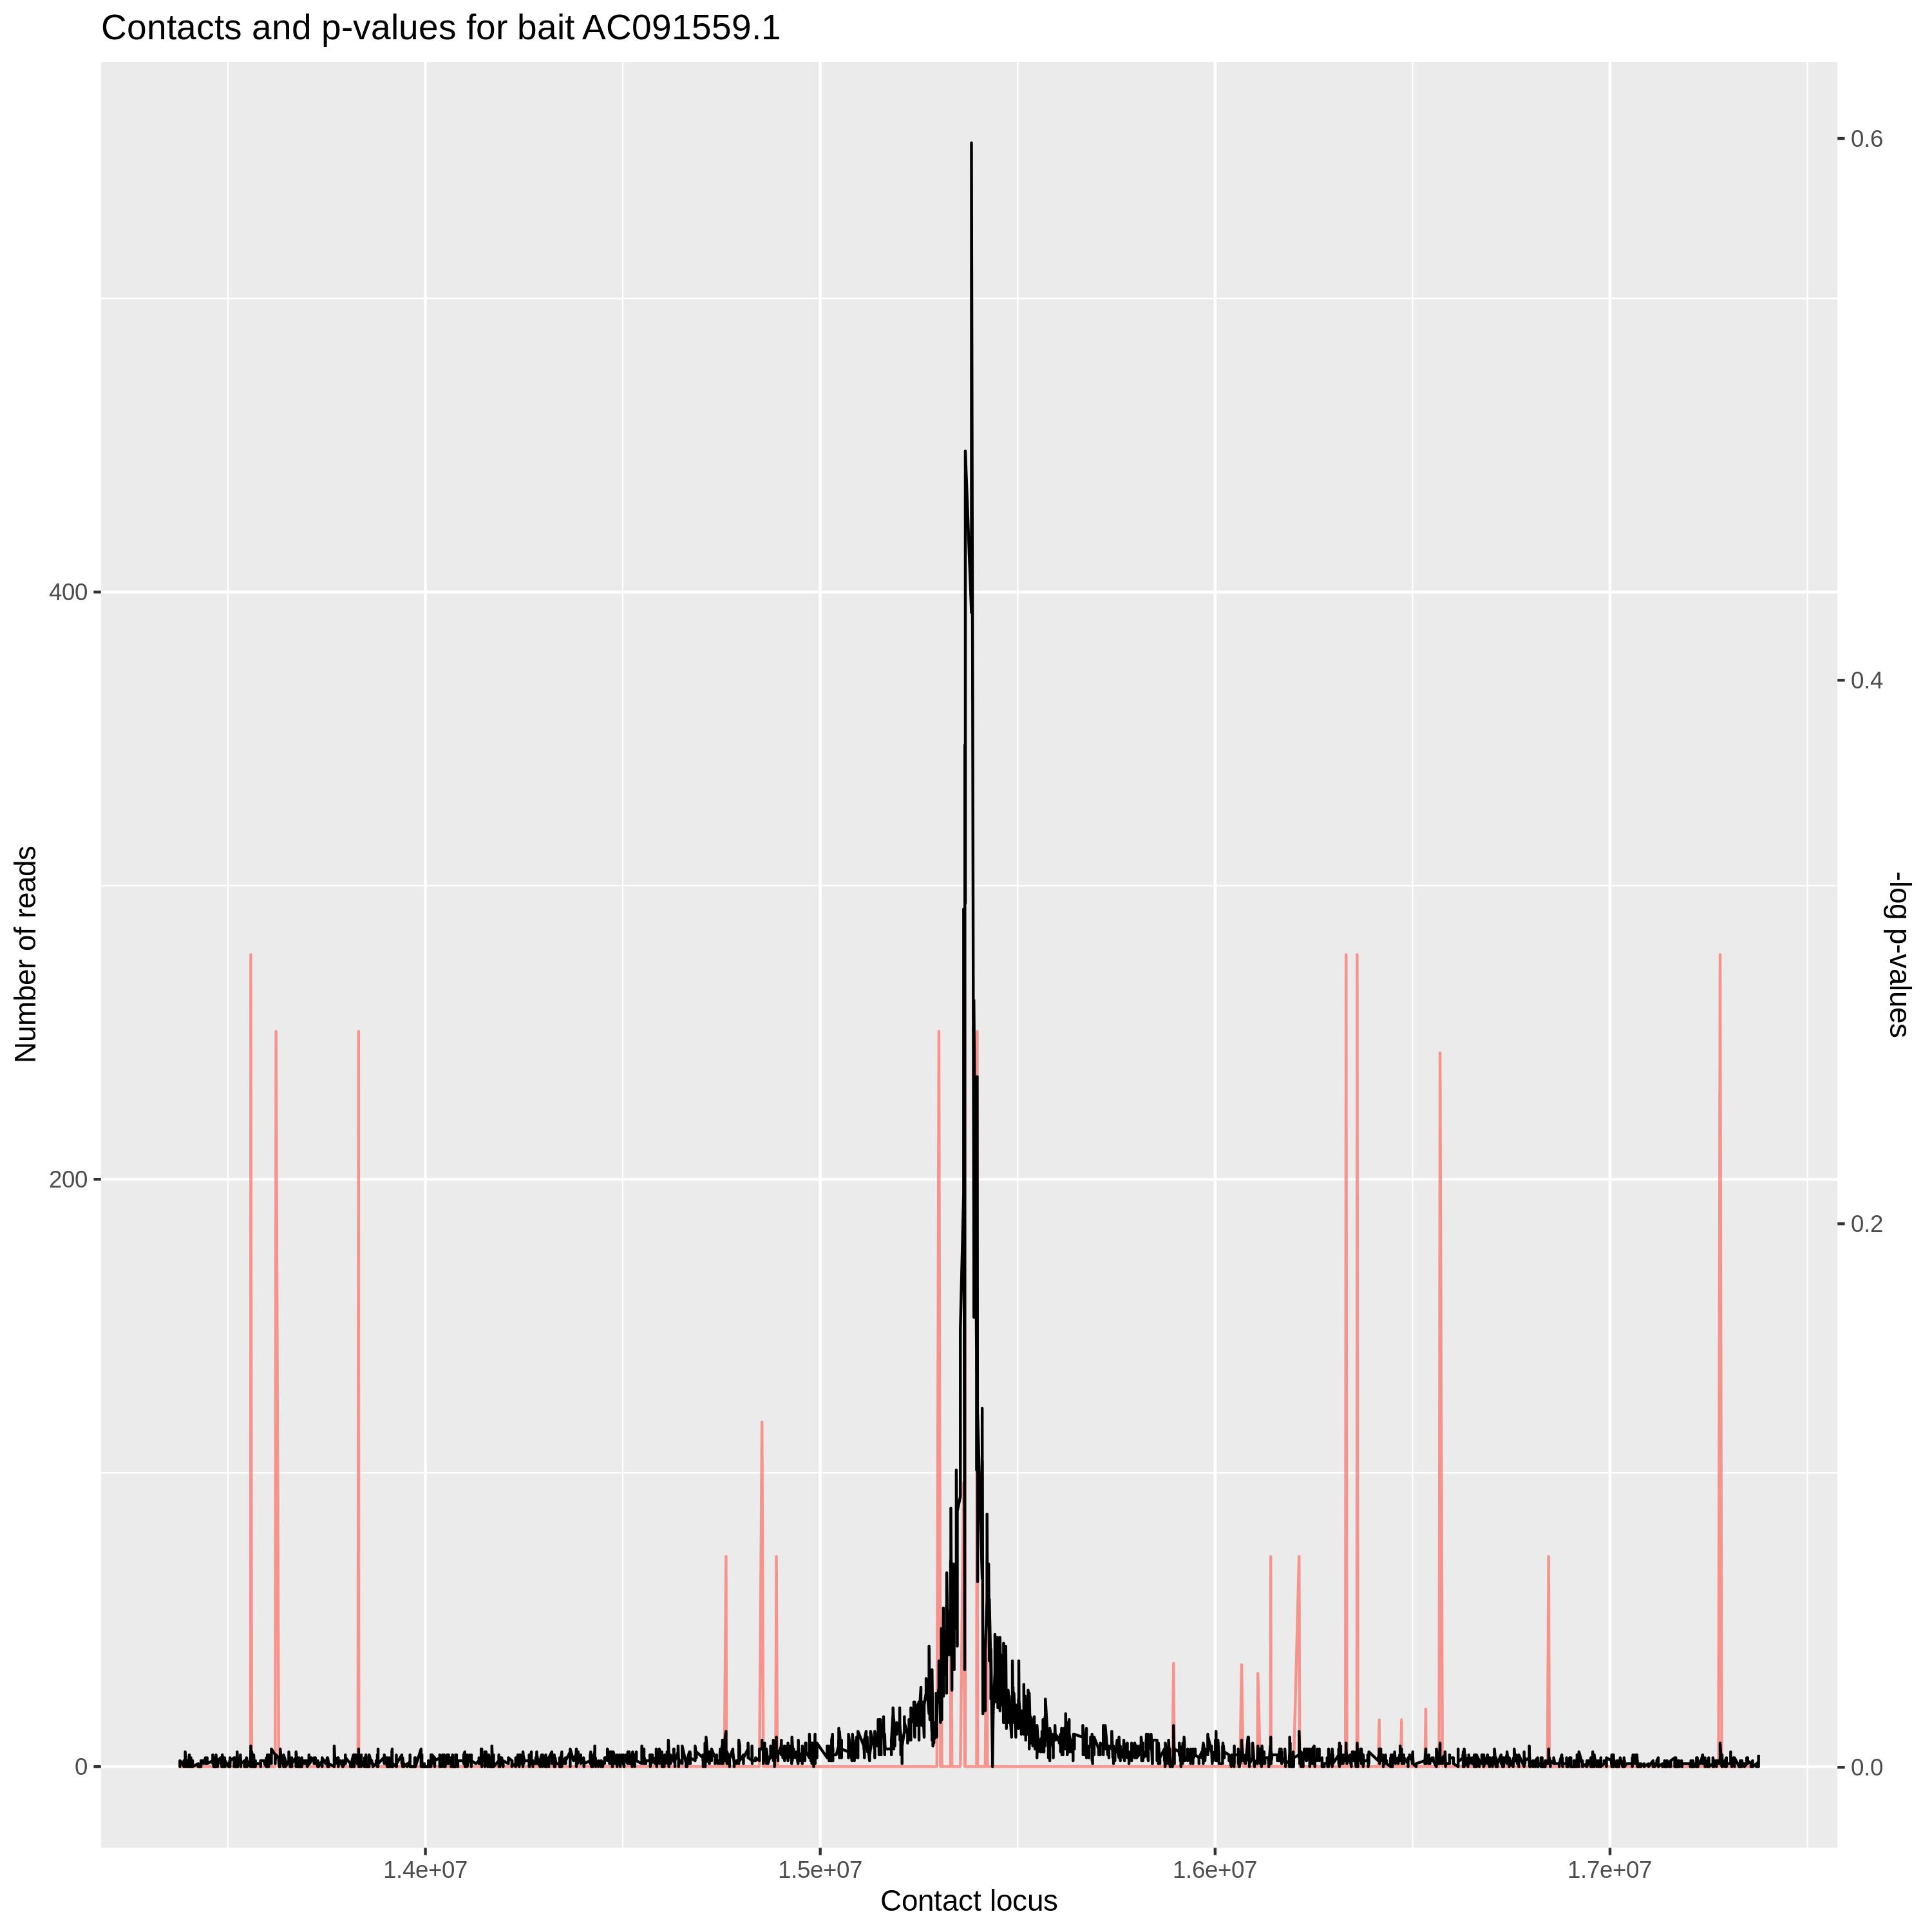 Contacts and p-values for bait AC091559.1
Number of reads
400
200
0
0.6
0.4
0.2
0.0
-log p-values
1.4e+07 1.5e+07 1.6e+07 1.7e+07
Contact locus